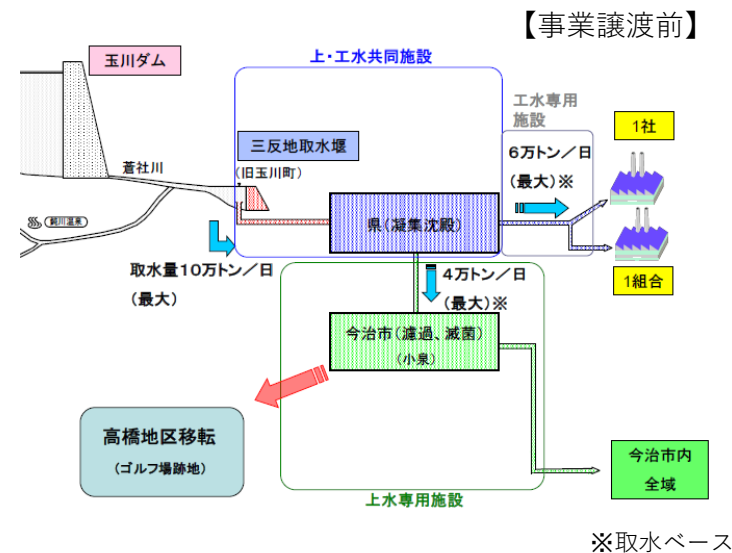 【事業譲渡前】
玉川ダム
上・工水共同施設
工水専用
施設
1社
三反地取水堰
(旧玉川町)
蒼社川
6万トン/日
(最大)※
鈍川温泉
県(凝集沈殿)
取水量10万トン/日
(最大)
4万トン/日
(最大)※
1組合
今治市(濾過、滅菌)
(小泉)
高橋地区移転
(ゴルフ場跡地)
今治市内
全域
上水専用施設
※取水ベース